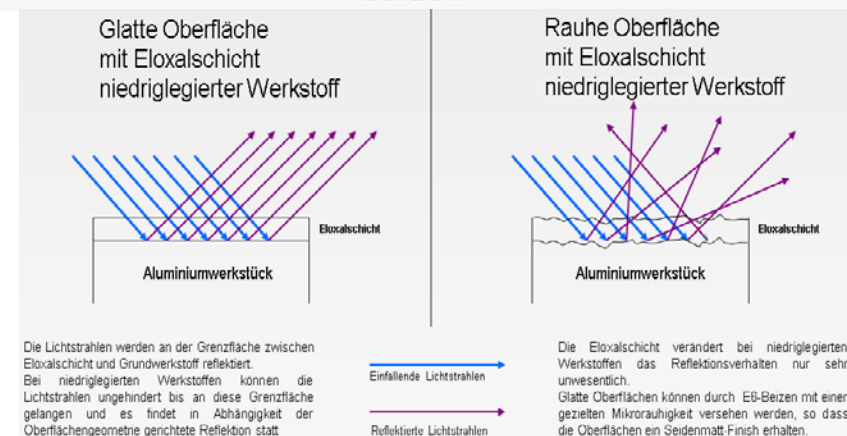 Glatte Oberfläche
mit Eloxalschicht
niedriglegierter Werkstoff
Eloxalschicht
Aluminiumwerkstück
Die Lichtstrahlen werden an der Grenzfläche zwischen
Eloxalschicht und Grundwerkstoff reflektiert.
Bei niedriglegierten Werkstoffen können die
Lichtstrahlen ungehindert bis an diese Grenzfläche
gelangen und es findet in Abhängigkeit der
Oberflächengeometrie gerichtete Reflektion statt
Einfallende Lichtstrahlen
Reflektierte Lichtstrahlen
Rauhe Oberfläche
mit Eloxalschicht
niedriglegierter Werkstoff
Eloxalschicht
Aluminiumwerkstück
Die Eloxalschicht verändert bei niedriglegierten
Werkstoffen das Reflektionsverhalten nur sehr
unwesentlich.
Glatte Oberflächen können durch E6-Beizen mit einer
gezielten Mikrorauhigkeit versehen werden, so dass
die Oberflächen ein Seidenmatt-Finish erhalten.